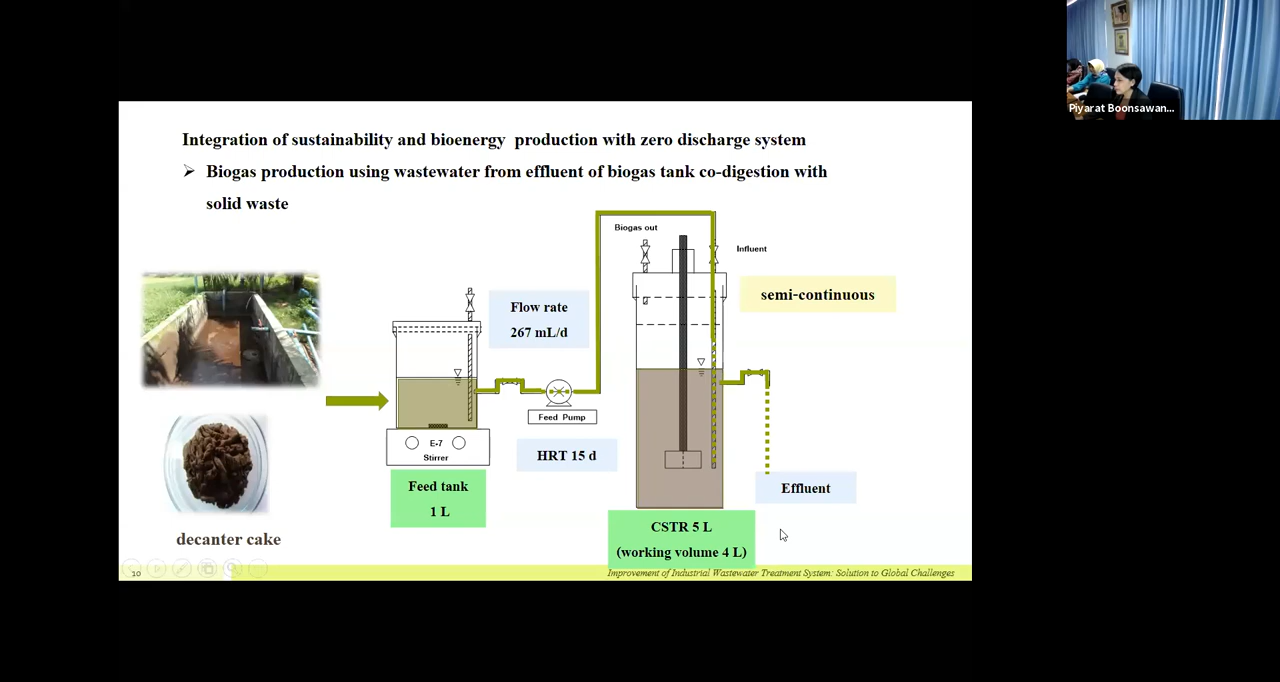 Piyarat Boonsawan...
Integration of sustainability and bioenergy production with zero discharge system
Biogas production using wastewater from effluent of biogas tank co-digestion with
solid waste
Biogas out
Influent
semi-continuous
Flow rate
267 mL/d
Feed Pump
E-7
Stirrer
HRT 15 d
Feed tank
1 L
Effluent
CSTR 5 L
(working volume 4 L)
decanter cake
10
Improvement of Industrial Wastewater Treatment System: Solution to Global Challenges